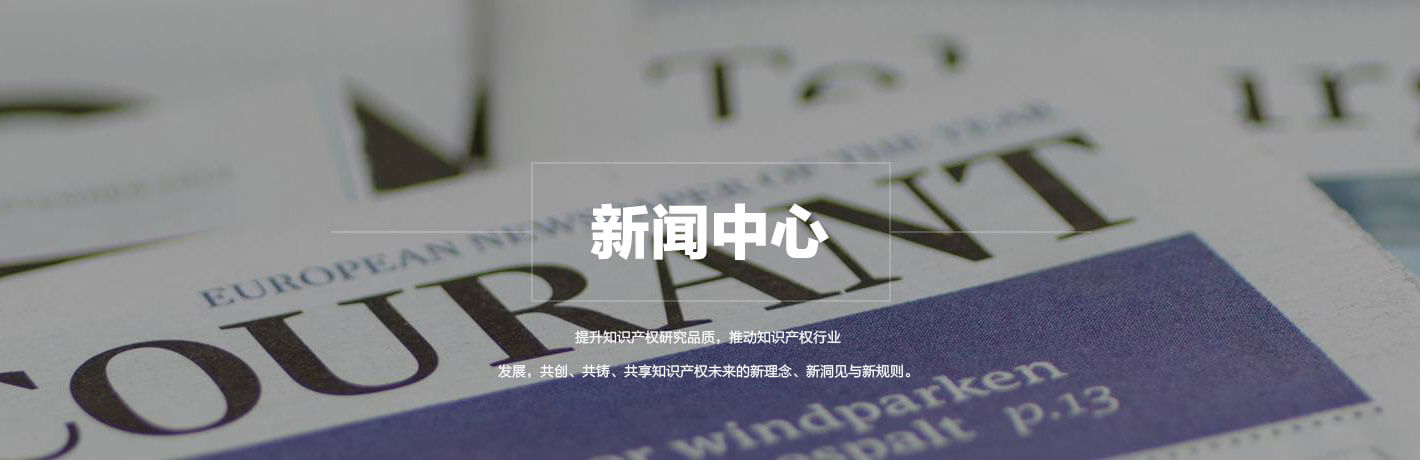 To
EUROPEAN NEWSPAPER OF THE YEAR
COURANT
新闻中心
提升知识产权研究品质，推动知识产权行业
发展，共创、共铸、共享知识产权未来的新理念、新洞见与新规则。
windparken
p.13